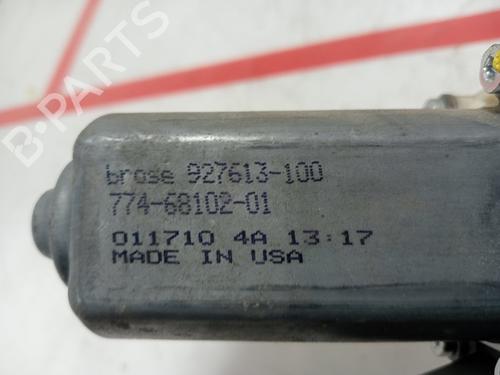 B-PARTS
brose 927613-100
774-68102-01
011710 4A 13:17
MADE IN USA